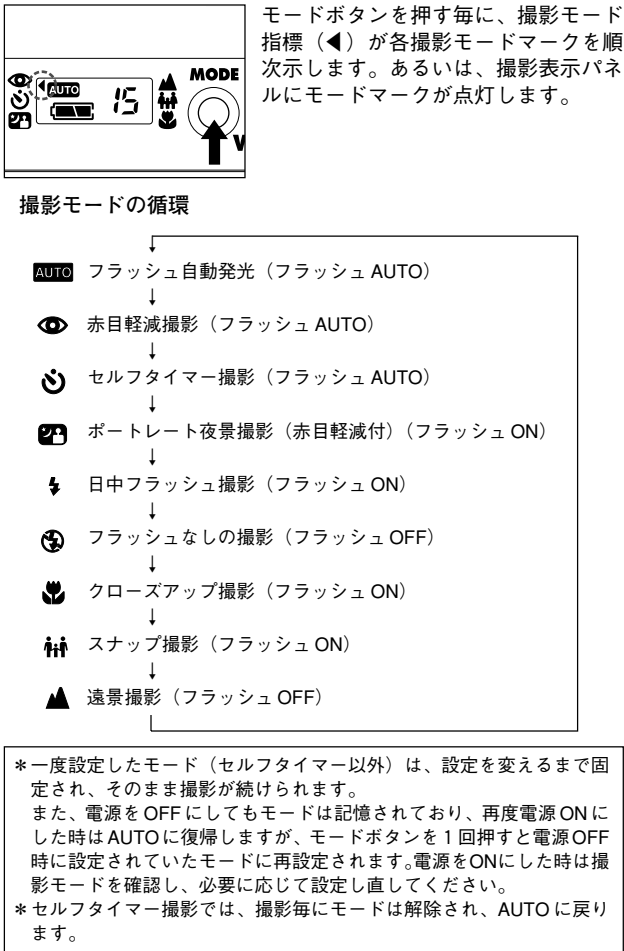 AUTO
15
MODE
モードボタンを押す毎に、撮影モード
指標（◀）が各撮影モードマークを順
次示します。あるいは、撮影表示パネ
ルにモードマークが点灯します。
撮影モードの循環
AUTO フラッシュ自動発光（フラッシュ AUTO）
↓
赤目軽減撮影（フラッシュ AUTO）
↓
セルフタイマー撮影（フラッシュ AUTO）
↓
ポートレート夜景撮影（赤目軽減付）（フラッシュ ON）
↓
日中フラッシュ撮影（フラッシュ ON）
↓
フラッシュなしの撮影（フラッシュ OFF）
↓
クローズアップ撮影（フラッシュ ON）
↓
スナップ撮影（フラッシュ ON）
↓
遠景撮影（フラッシュ OFF）
＊一度設定したモード（セルフタイマー以外）は、設定を変えるまで固
定され、そのまま撮影が続けられます。
また、電源を OFF にしてもモードは記憶されており、再度電源 ON に
した時は AUTO に復帰しますが、モードボタンを 1 回押すと電源 OFF
時に設定されていたモードに再設定されます。電源をONにした時は撮
影モードを確認し、必要に応じて設定し直してください。
＊セルフタイマー撮影では、撮影毎にモードは解除され、AUTO に戻り
ます。